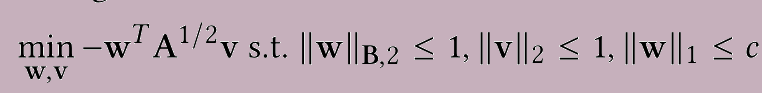 min −w^T A^{1/2} v s.t. ‖w‖_{B,2} ≤ 1, ‖v‖_2 ≤ 1, ‖w‖_1 ≤ c
w,v